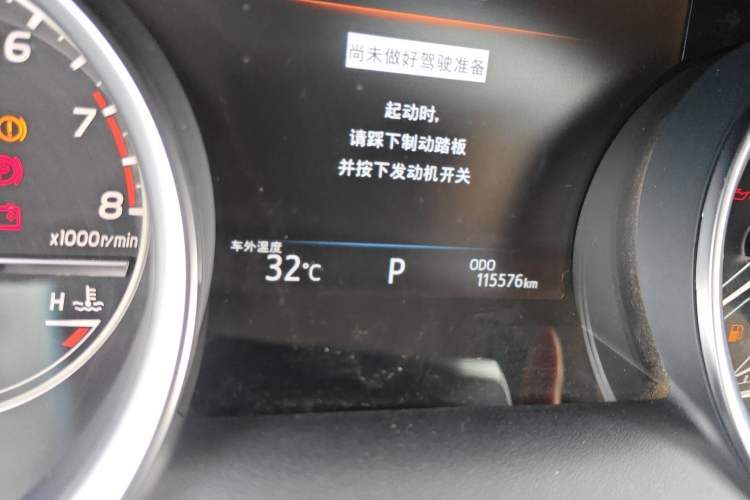 尚未做好驾驶准备
起动时,
请踩下制动踏板
并按下发动机开关
6
7
8
x1000r/min
H
车外温度
32°C
P
ODO
115576km